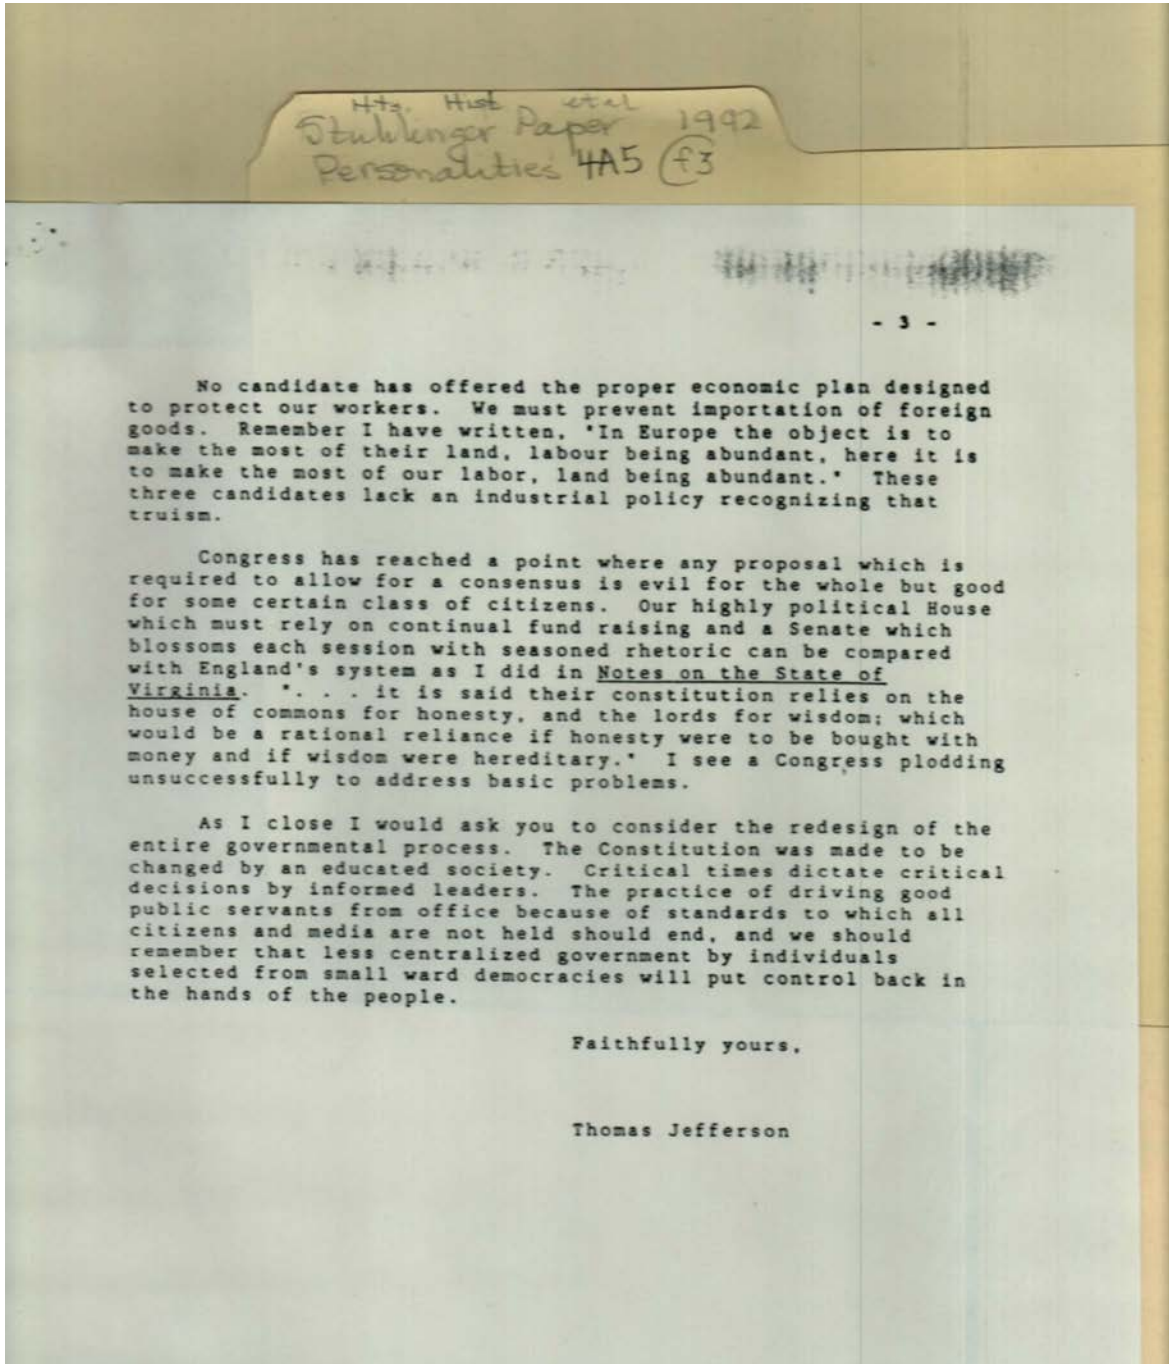 Hts. Hist et al
Stuhlinger Paper 1992
Personalities 4A5 f3
- 3 -
No candidate has offered the proper economic plan designed
to protect our workers. We must prevent importation of foreign
goods. Remember I have written, "In Europe the object is to
make the most of their land, labour being abundant, here it is
to make the most of our labor, land being abundant." These
three candidates lack an industrial policy recognizing that
truism.
Congress has reached a point where any proposal which is
required to allow for a consensus is evil for the whole but good
for some certain class of citizens. Our highly political House
which must rely on continual fund raising and a Senate which
blossoms each session with seasoned rhetoric can be compared
with England's system as I did in Notes on the State of
Virginia. ". . . it is said their constitution relies on the
house of commons for honesty, and the lords for wisdom; which
would be a rational reliance if honesty were to be bought with
money and if wisdom were hereditary." I see a Congress plodding
unsuccessfully to address basic problems.
As I close I would ask you to consider the redesign of the
entire governmental process. The Constitution was made to be
changed by an educated society. Critical times dictate critical
decisions by informed leaders. The practice of driving good
public servants from office because of standards to which all
citizens and media are not held should end, and we should
remember that less centralized government by individuals
selected from small ward democracies will put control back in
the hands of the people.
Faithfully yours,
Thomas Jefferson